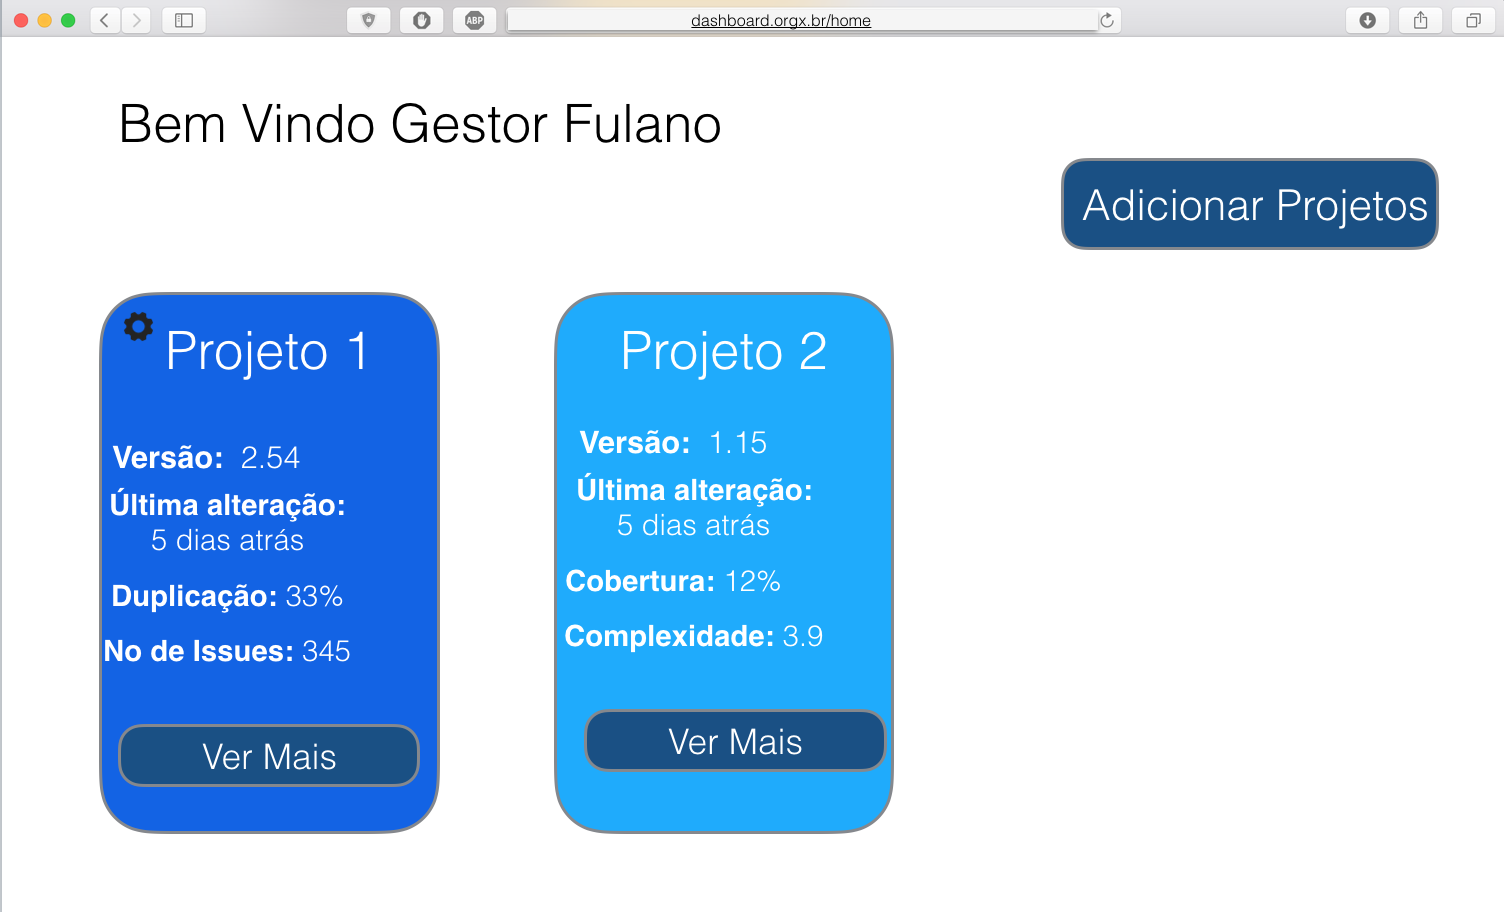 ABP
dashboard.orgx.br/home
Bem Vindo Gestor Fulano
Adicionar Projetos
Projeto 1
Versão: 2.54
Última alteração:
5 dias atrás
Duplicação: 33%
No de Issues: 345
Ver Mais
Projeto 2
Versão: 1.15
Última alteração:
5 dias atrás
Cobertura: 12%
Complexidade: 3.9
Ver Mais